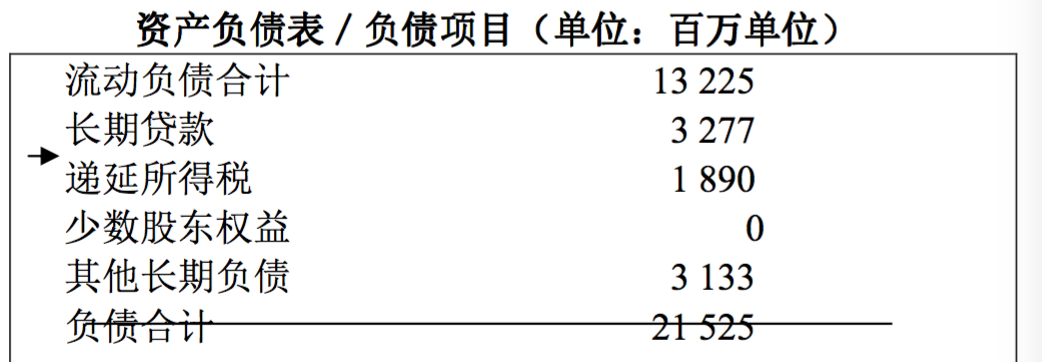 资产负债表 / 负债项目（单位：百万单位）
流动负债合计 13 225
长期贷款 3 277
递延所得税 1 890
少数股东权益 0
其他长期负债 3 133
负债合计 21 525